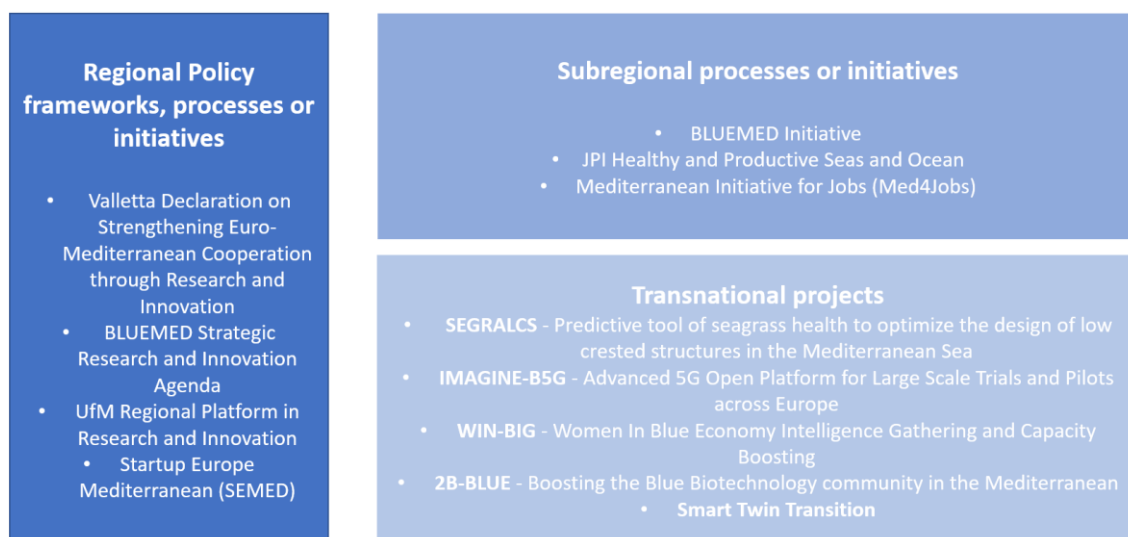 Regional Policy
frameworks, processes or
initiatives
• Valletta Declaration on
Strengthening Euro-
Mediterranean Cooperation
through Research and
Innovation
• BLUEMED Strategic
Research and Innovation
Agenda
• UfM Regional Platform in
Research and Innovation
• Startup Europe
Mediterranean (SEMED)
Subregional processes or initiatives
• BLUEMED Initiative
• JPI Healthy and Productive Seas and Ocean
• Mediterranean Initiative for Jobs (Med4Jobs)
Transnational projects
• SEGRALCS - Predictive tool of seagrass health to optimize the design of low
crested structures in the Mediterranean Sea
• IMAGINE-B5G - Advanced 5G Open Platform for Large Scale Trials and Pilots
across Europe
• WIN-BIG - Women In Blue Economy Intelligence Gathering and Capacity
Boosting
• 2B-BLUE - Boosting the Blue Biotechnology community in the Mediterranean
• Smart Twin Transition